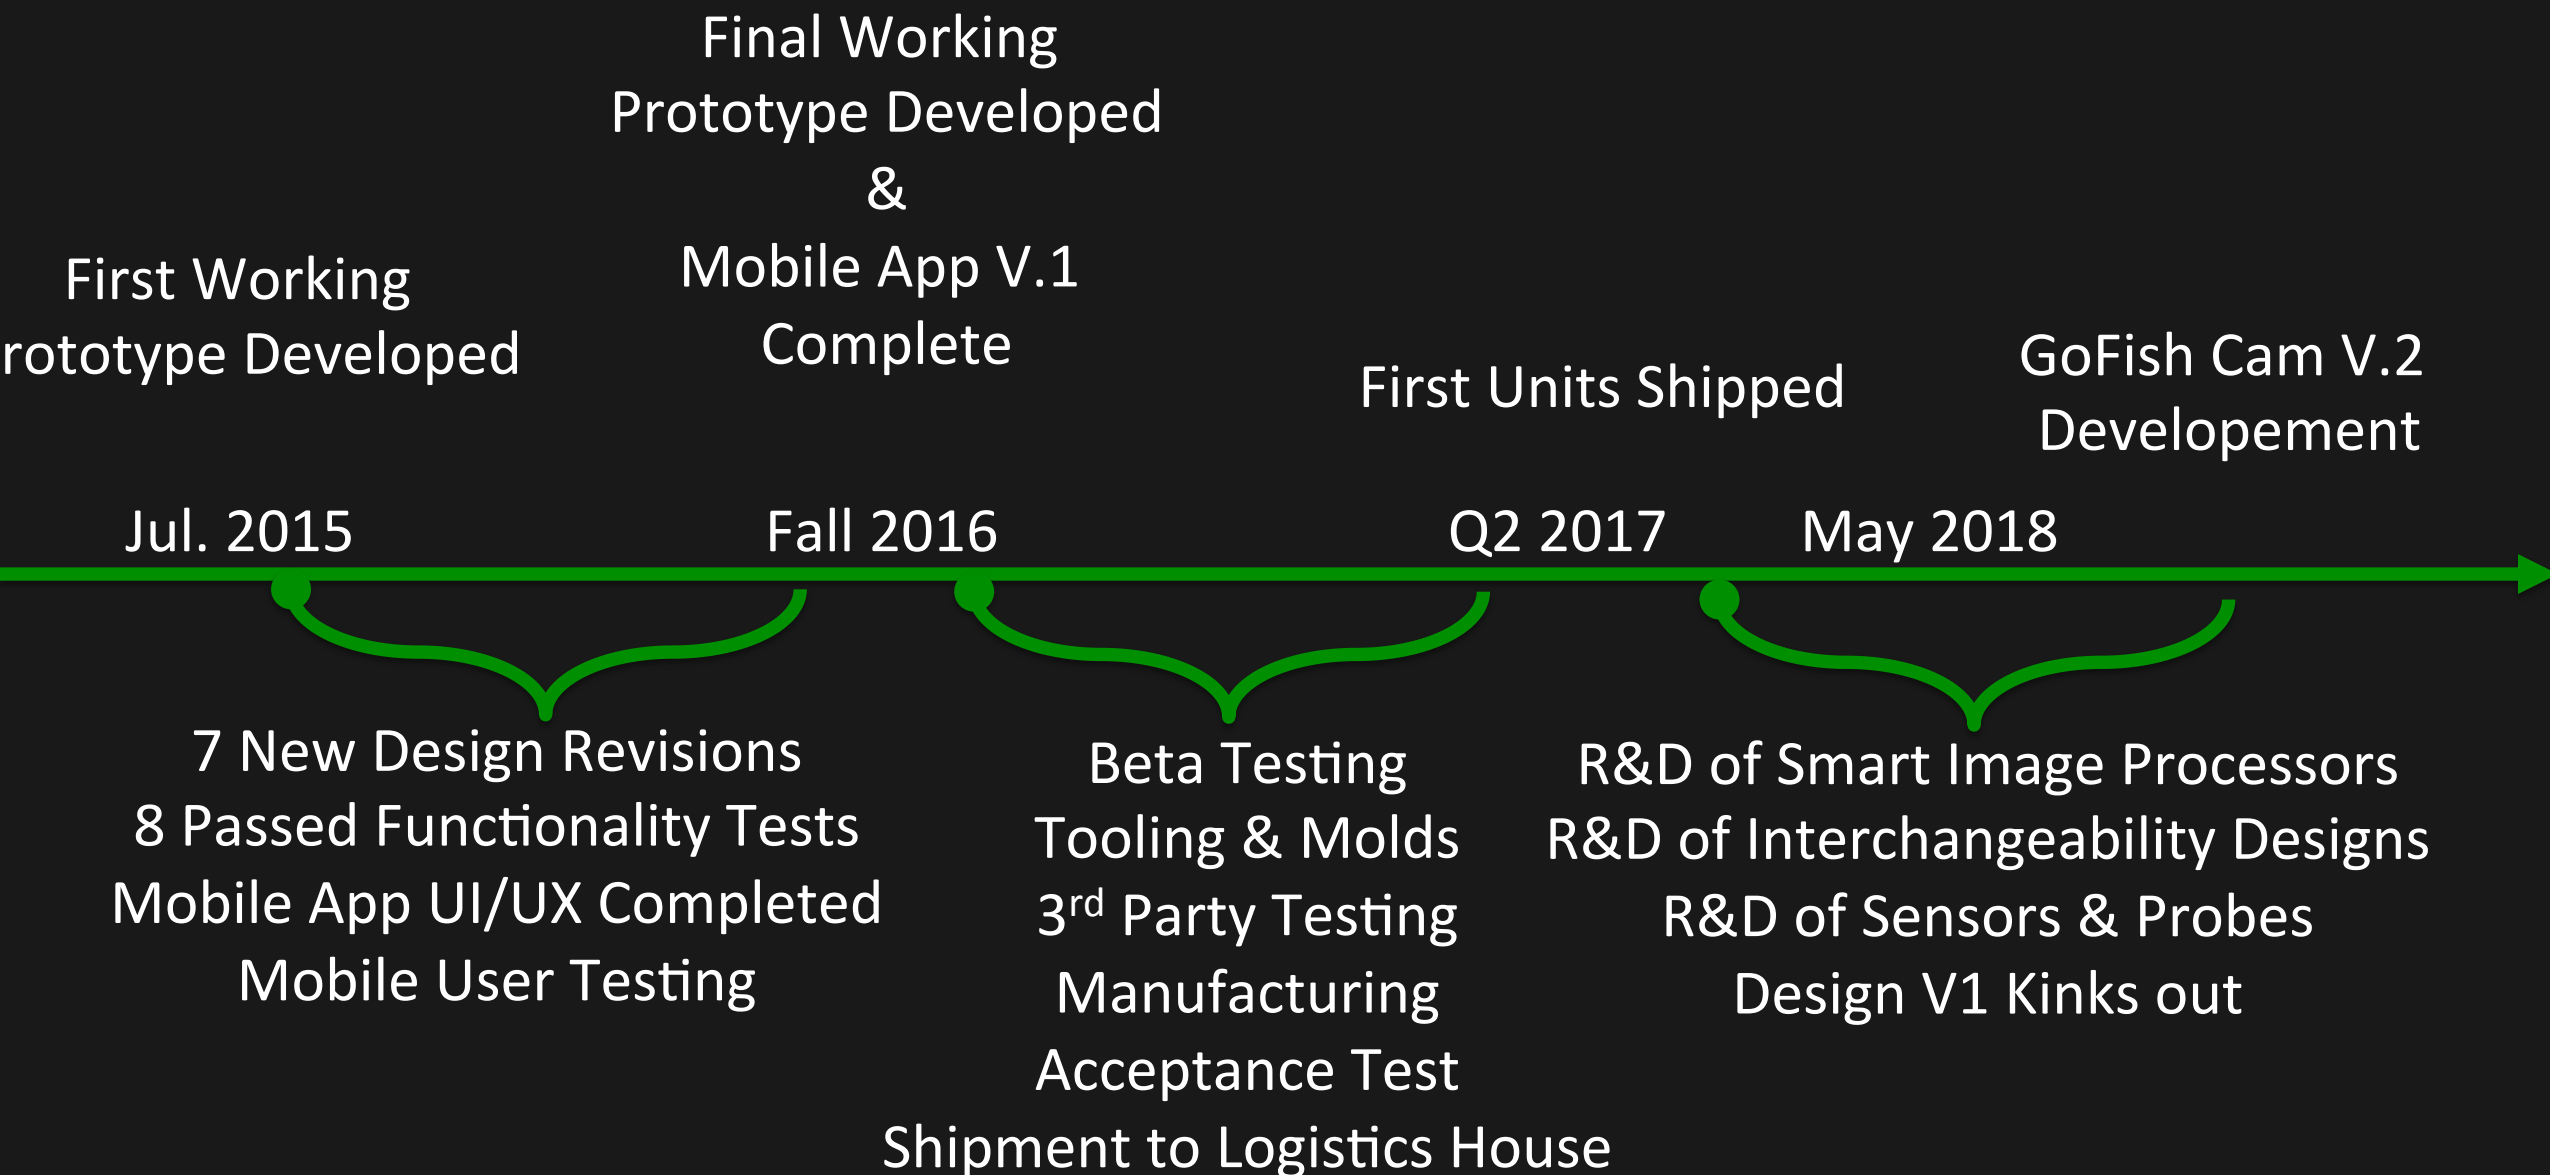 First Working
rototype Developed
Final Working
Prototype Developed
&
Mobile App V.1
Complete
First Units Shipped
GoFish Cam V.2
Developement
Jul. 2015
Fall 2016
Q2 2017
May 2018
7 New Design Revisions
8 Passed Functionality Tests
Mobile App UI/UX Completed
Mobile User Testing
Beta Testing
Tooling & Molds
3rd Party Testing
Manufacturing
Acceptance Test
Shipment to Logistics House
R&D of Smart Image Processors
R&D of Interchangeability Designs
R&D of Sensors & Probes
Design V1 Kinks out